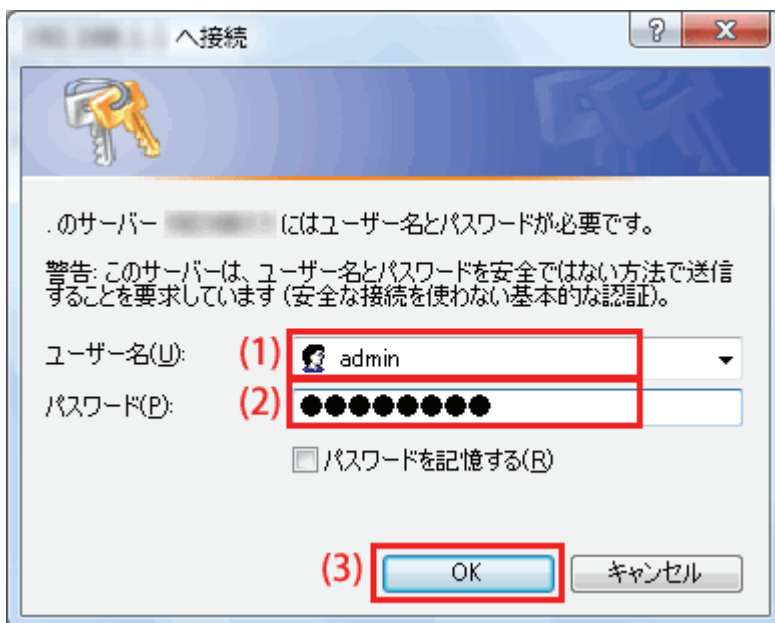 へ接続
. のサーバー にはユーザー名とパスワードが必要です。
警告: このサーバーは、ユーザー名とパスワードを安全ではない方法で送信
することを要求しています (安全な接続を使わない基本的な認証)。
ユーザー名(U): (1) admin
パスワード(P): (2) ●●●●●●●●
パスワードを記憶する(R)
(3) OK キャンセル